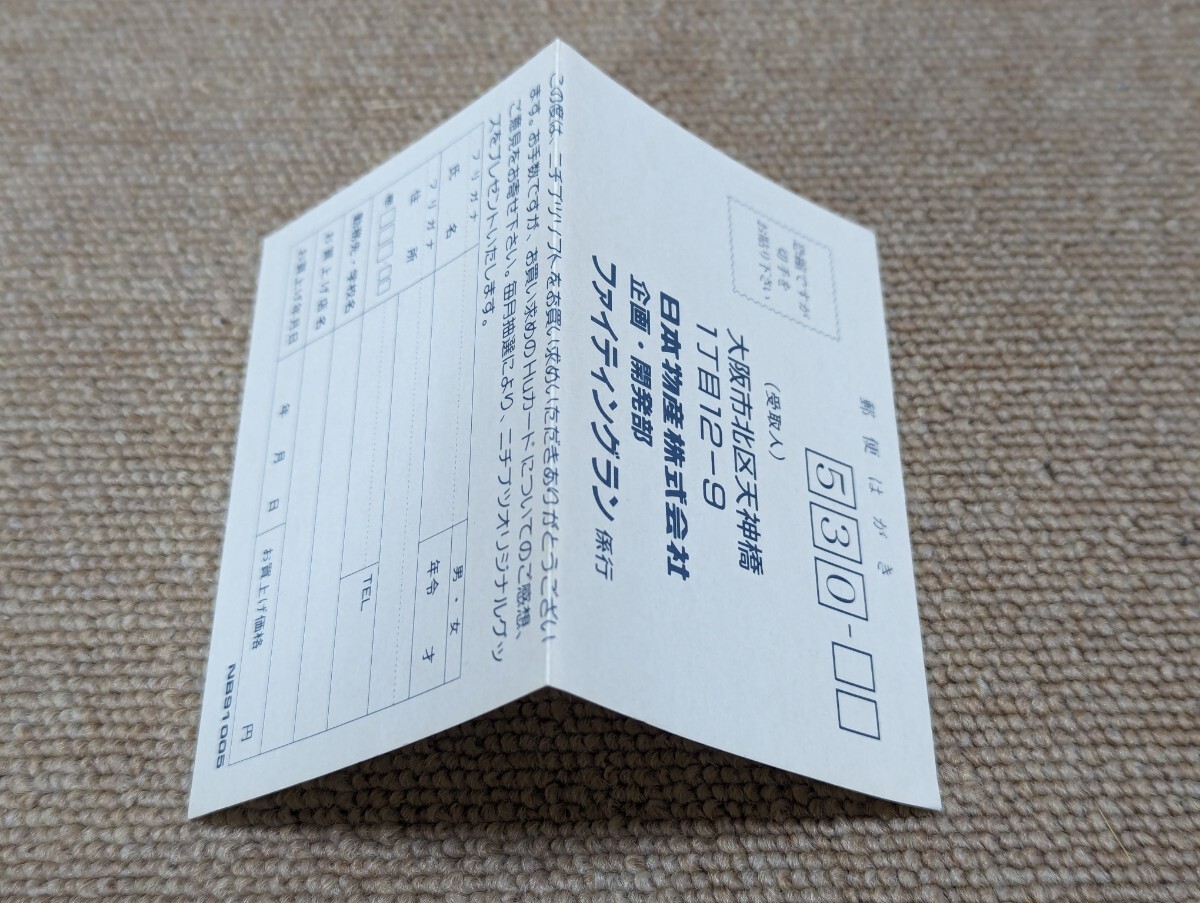 郵便はがき
530-
恐縮ですが
切手を
お貼り下さい
(受取人)
大阪市北区天神橋
1丁目12-9
日本物産株式会社
企画・開発部
ファイティングラン 係行
この度は、ニチブツソフトをお買い求めいただきありがとうござい
ます。お手数ですが、お買い求めのHuカードについてのご感想、
ご意見をお寄せ下さい。毎月抽選により、ニチブツオリジナルグッ
ズをプレゼントいたします。
フリガナ
氏名
男・女
年令 才
フリガナ
住所
〒
TEL
勤務先・学校名
お買上げ店名
お買上げ年月日 年 月 日 お買上げ価格 円
NB91005